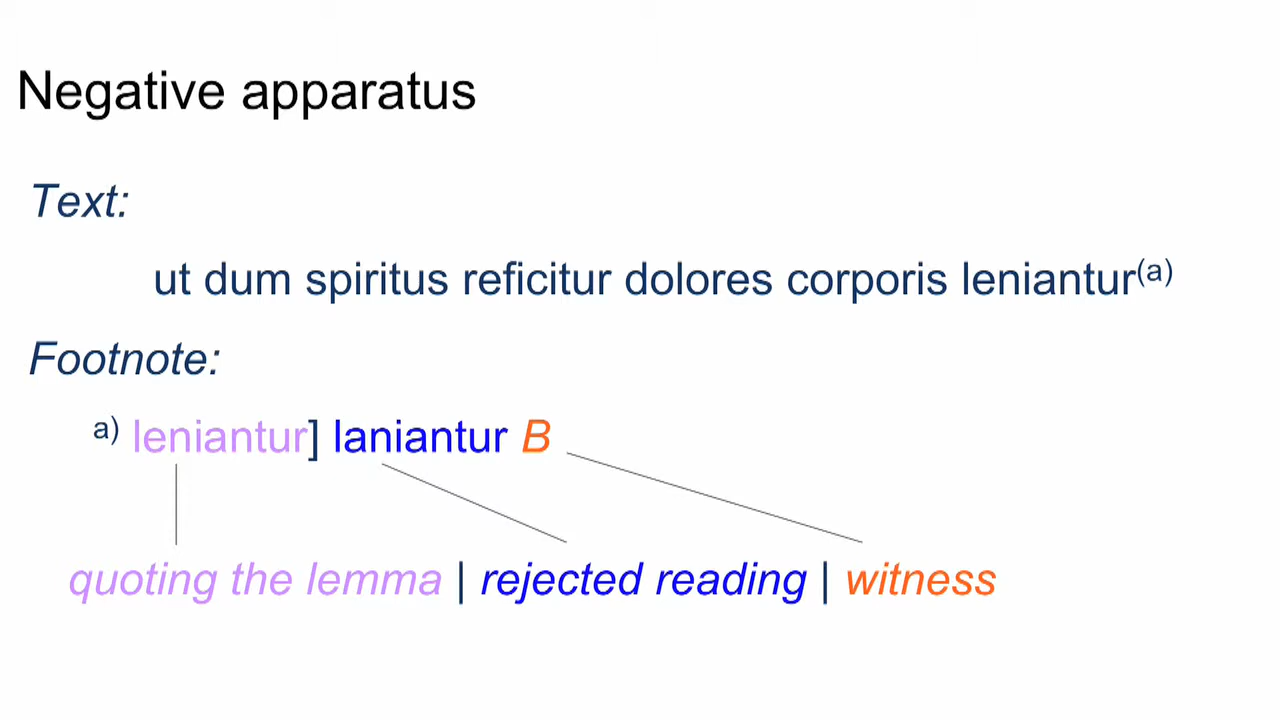 Negative apparatus
Text:
ut dum spiritus reficitur dolores corporis leniantur(a)
Footnote:
a) leniantur] laniantur B
quoting the lemma | rejected reading | witness